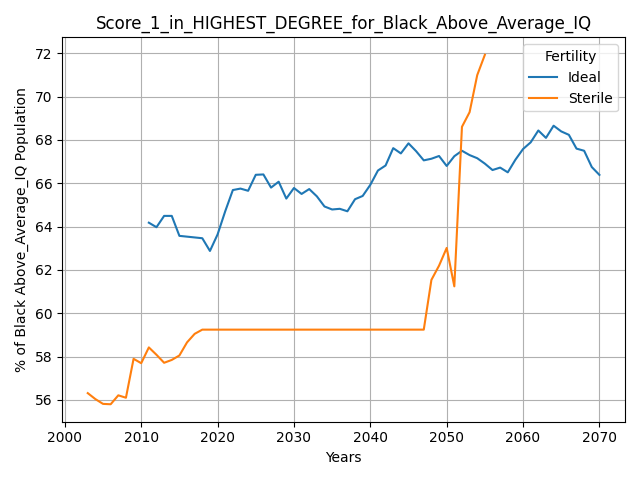 Score_1_in_HIGHEST_DEGREE_for_Black_Above_Average_IQ
% of Black Above_Average_IQ Population
72
70
68
66
64
62
60
58
56
Fertility
Ideal
Sterile
2000 2010 2020 2030 2040 2050 2060 2070
Years